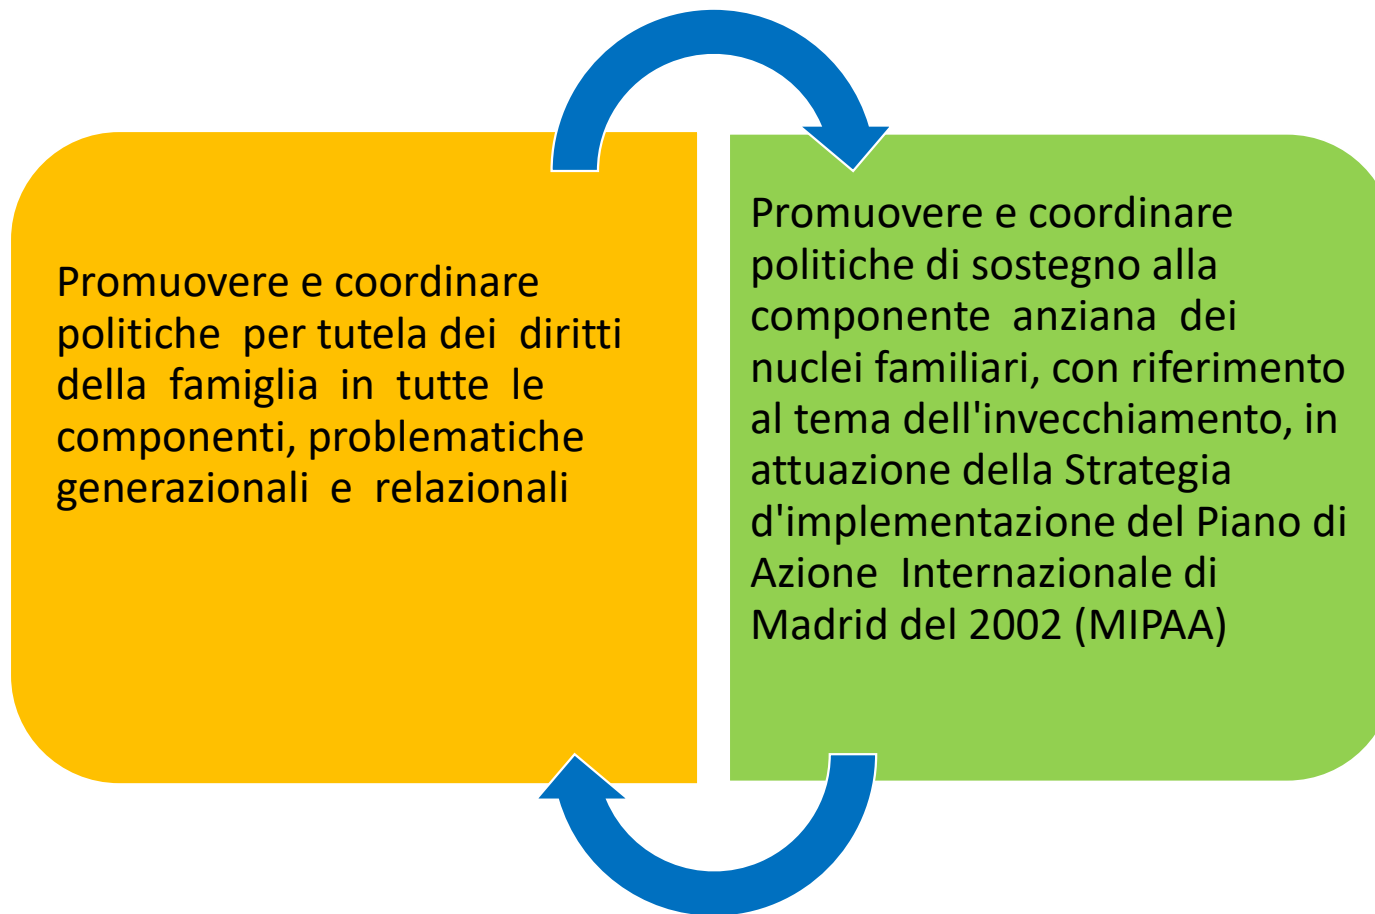 Promuovere e coordinare
politiche per tutela dei diritti
della famiglia in tutte le
componenti, problematiche
generazionali e relazionali
Promuovere e coordinare
politiche di sostegno alla
componente anziana dei
nuclei familiari, con riferimento
al tema dell'invecchiamento, in
attuazione della Strategia
d'implementazione del Piano di
Azione Internazionale di
Madrid del 2002 (MIPAA)